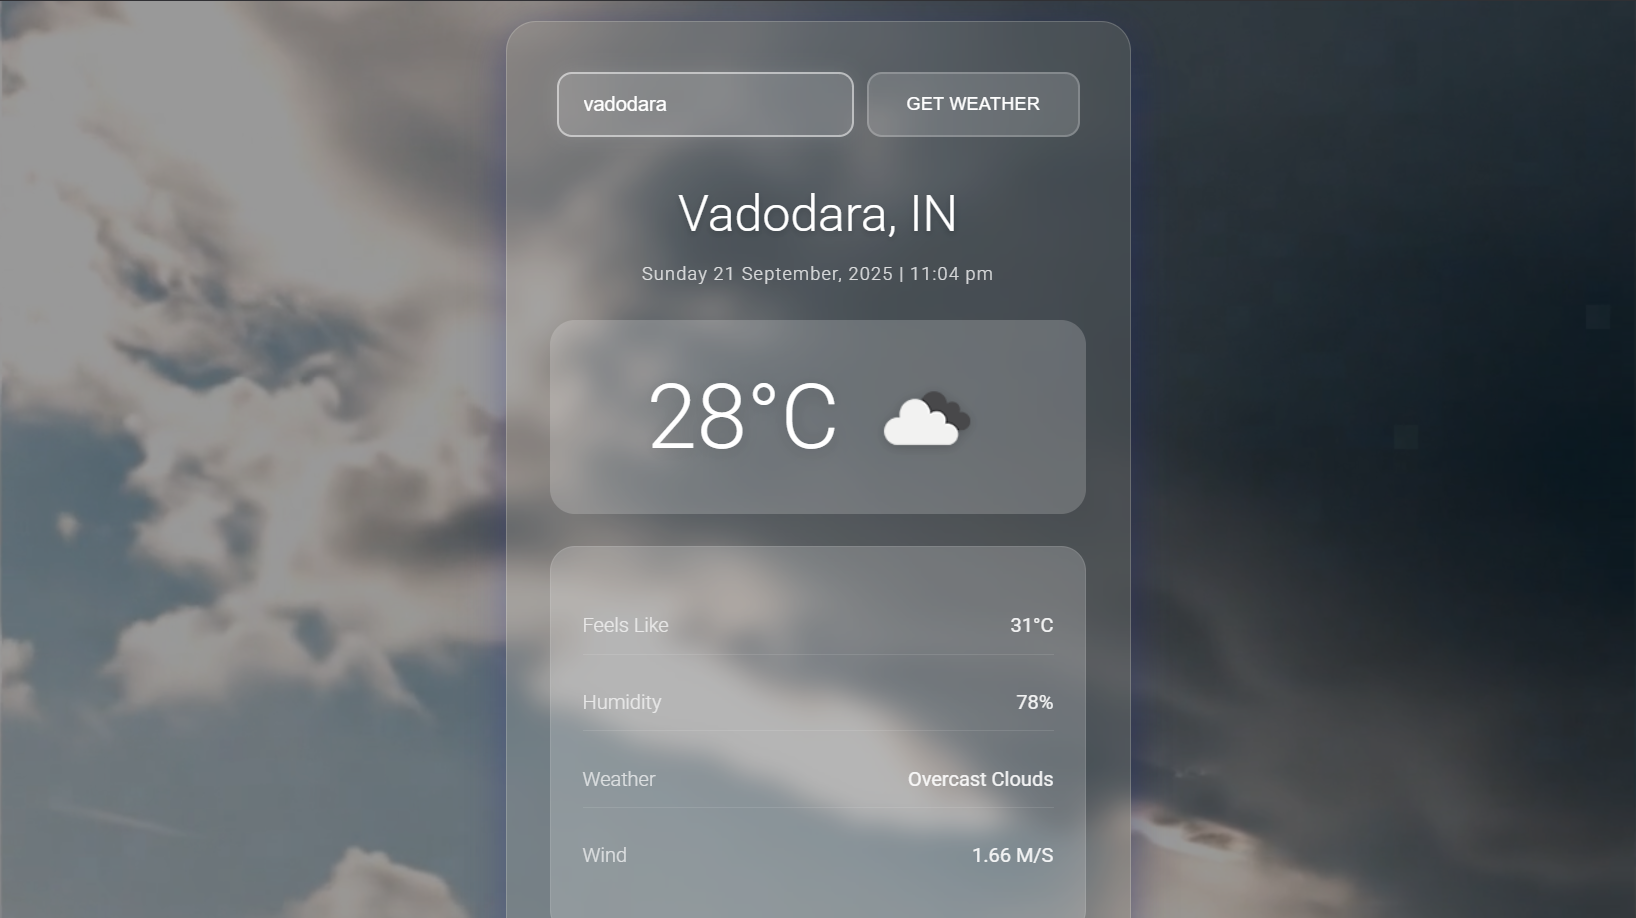 vadodara
GET WEATHER
Vadodara, IN
Sunday 21 September, 2025 | 11:04 pm
28°C
Feels Like 31°C
Humidity 78%
Weather Overcast Clouds
Wind 1.66 M/S